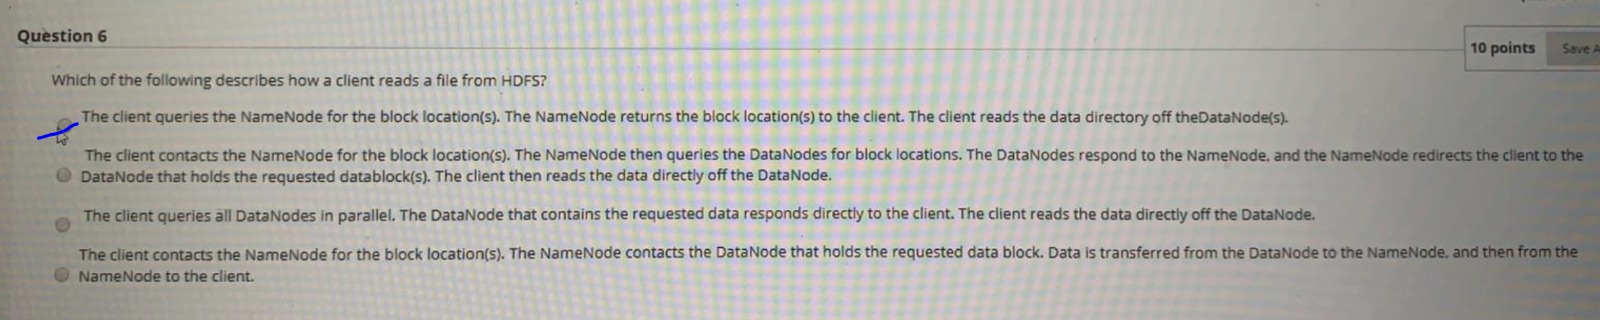 Question 6
10 points
Save A
Which of the following describes how a client reads a file from HDFS?
The client queries the NameNode for the block location(s). The NameNode returns the block location(s) to the client. The client reads the data directory off theDataNode(s).
The client contacts the NameNode for the block location(s). The NameNode then queries the DataNodes for block locations. The DataNodes respond to the NameNode, and the NameNode redirects the client to the
DataNode that holds the requested datablock(s). The client then reads the data directly off the DataNode.
The client queries all DataNodes in parallel. The DataNode that contains the requested data responds directly to the client. The client reads the data directly off the DataNode.
The client contacts the NameNode for the block location(s). The NameNode contacts the DataNode that holds the requested data block. Data is transferred from the DataNode to the NameNode, and then from the
NameNode to the client.